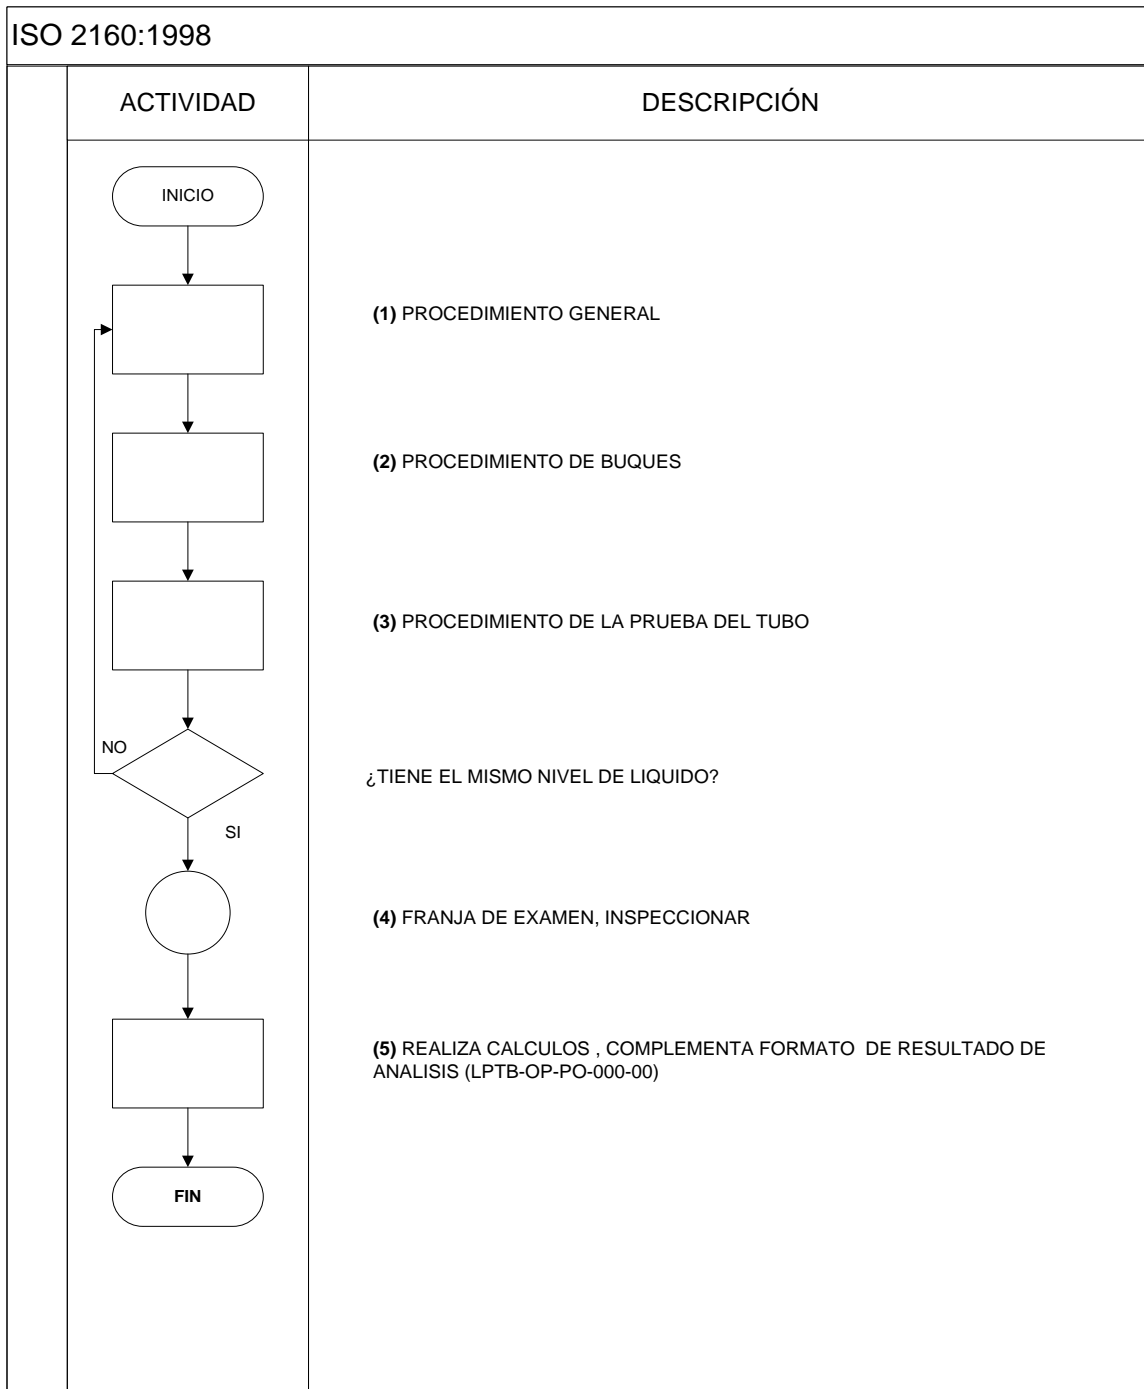 ISO 2160:1998
ACTIVIDAD
DESCRIPCIÓN
INICIO
(1) PROCEDIMIENTO GENERAL
(2) PROCEDIMIENTO DE BUQUES
(3) PROCEDIMIENTO DE LA PRUEBA DEL TUBO
NO
¿TIENE EL MISMO NIVEL DE LIQUIDO?
SI
(4) FRANJA DE EXAMEN, INSPECCIONAR
(5) REALIZA CALCULOS , COMPLEMENTA FORMATO  DE RESULTADO DE
ANALISIS (LPTB-OP-PO-000-00)
FIN